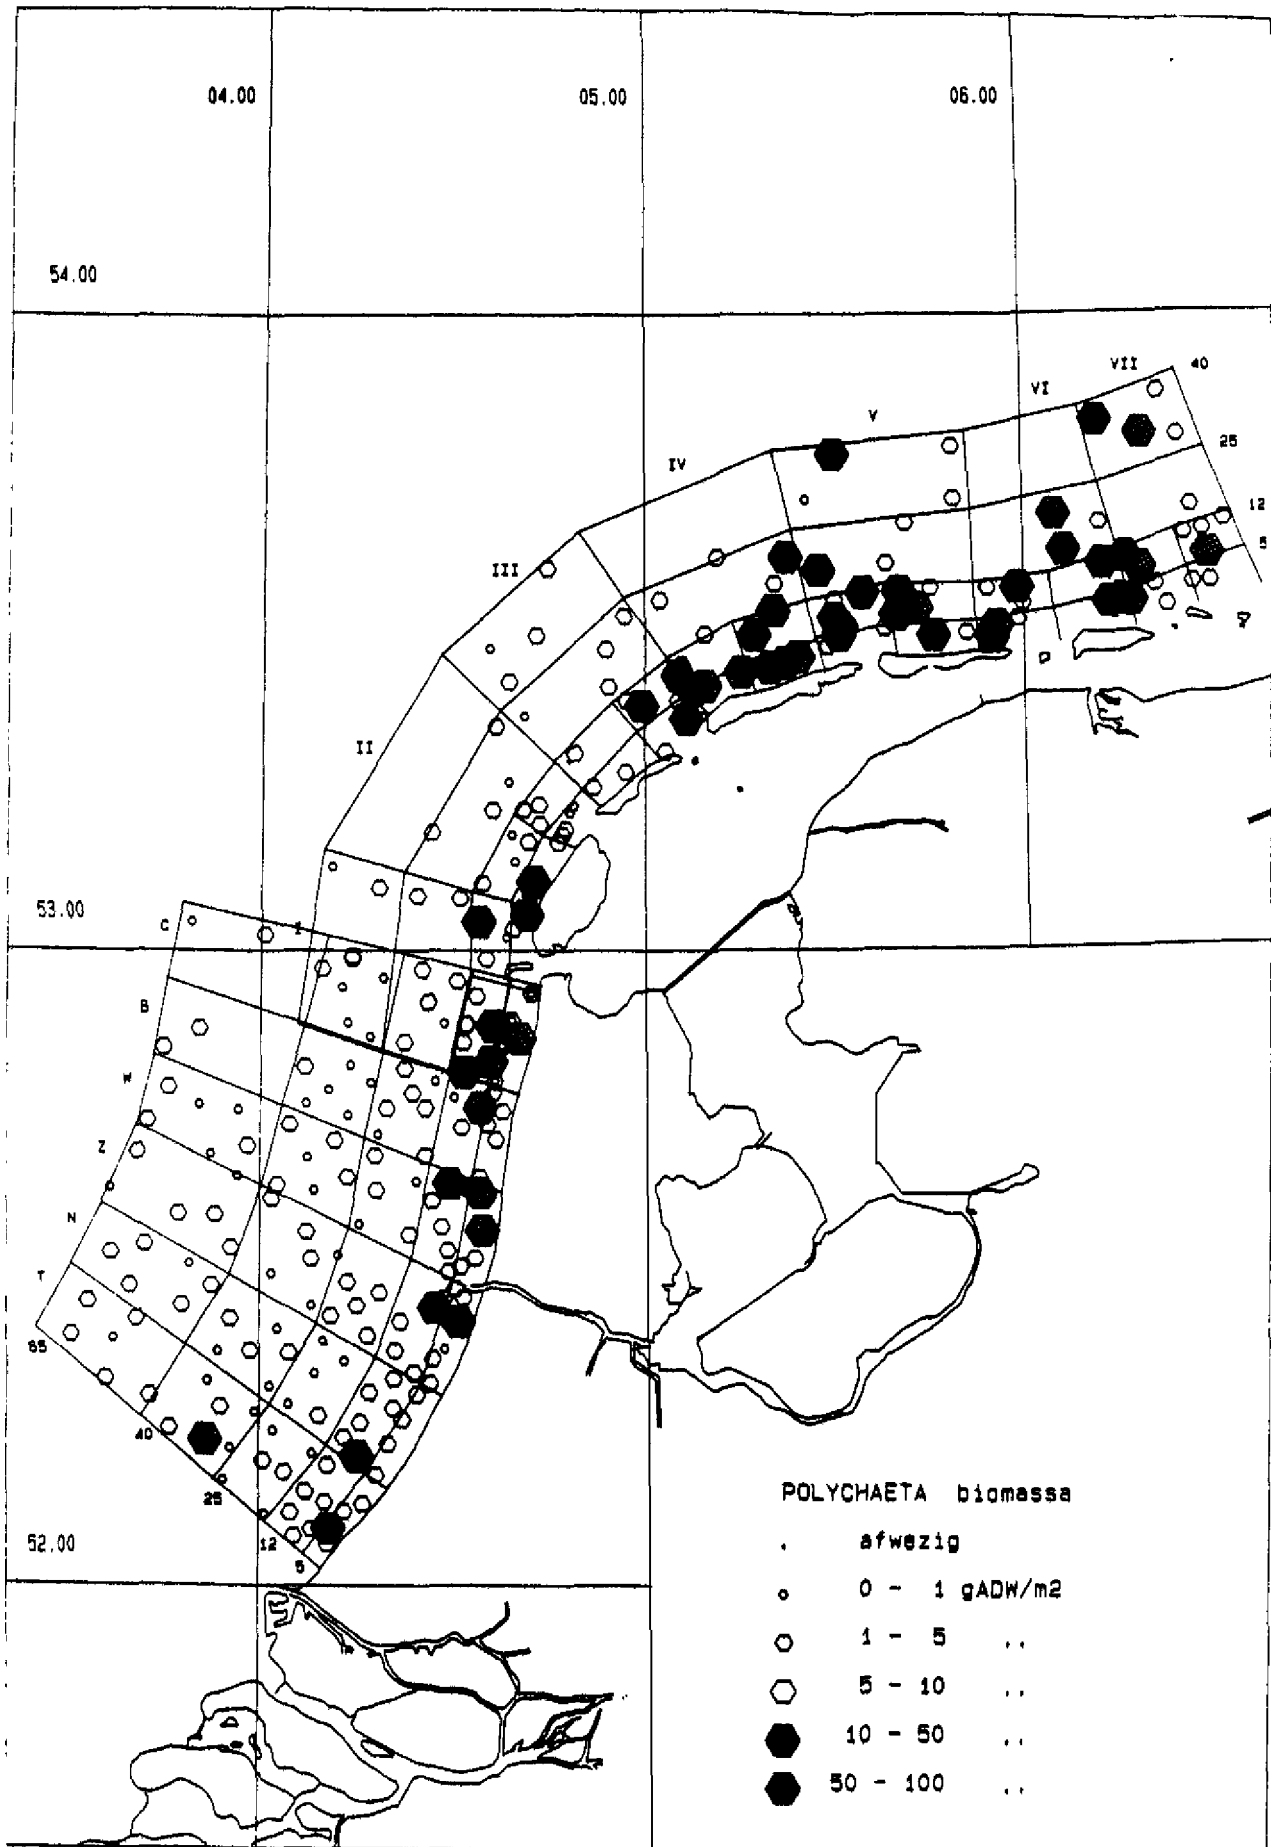 04.00 05.00 06.00
54.00
VII 40
VI
V 25
IV
12
5
III
II
53.00
C I
B
W
Z
N
T
65
40
25
12
5
52.00
POLYCHAETA biomassa
afwezig
0 - 1 gADW/m2
1 - 5 ,,
5 - 10 ,,
10 - 50 ,,
50 - 100 ,,